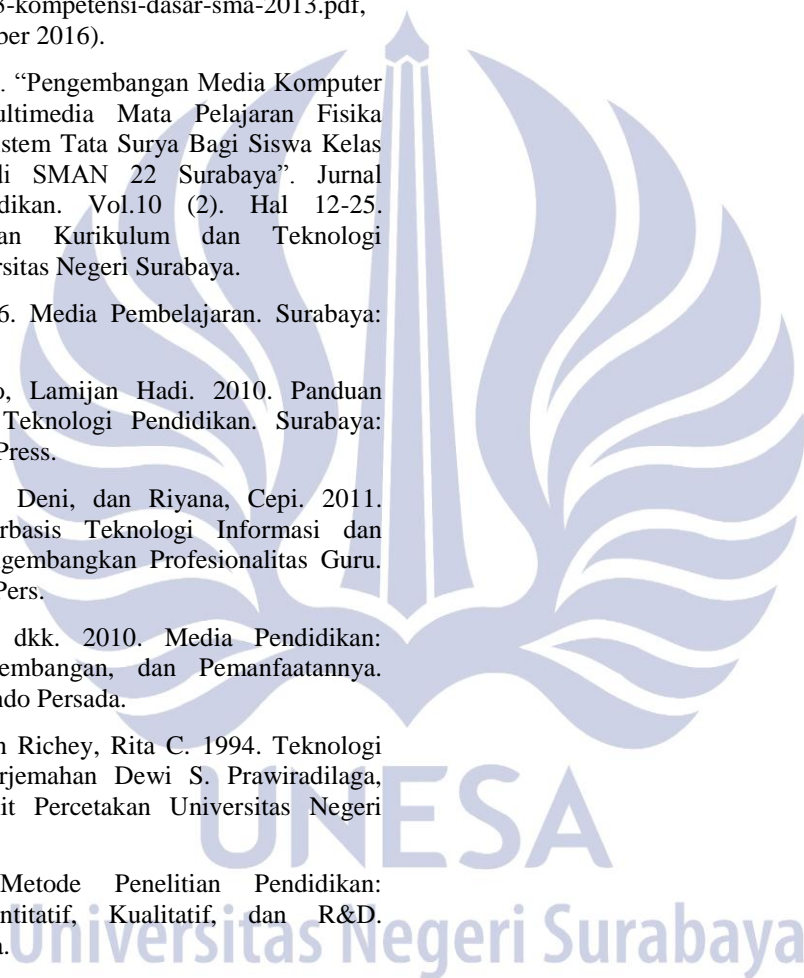 3-kompetensi-dasar-sma-2013.pdf,
ber 2016).
. “Pengembangan Media Komputer
ultimedia Mata Pelajaran Fisika
stem Tata Surya Bagi Siswa Kelas
di SMAN 22 Surabaya”. Jurnal
didikan. Vol.10 (2). Hal 12-25.
an Kurikulum dan Teknologi
rsitas Negeri Surabaya.
6. Media Pembelajaran. Surabaya:
o, Lamijan Hadi. 2010. Panduan
Teknologi Pendidikan. Surabaya:
Press.
Deni, dan Riyana, Cepi. 2011.
erbasis Teknologi Informasi dan
ngembangkan Profesionalitas Guru.
Pers.
dkk. 2010. Media Pendidikan:
embangan, dan Pemanfaatannya.
ndo Persada.
n Richey, Rita C. 1994. Teknologi
erjemahan Dewi S. Prawiradilaga,
it Percetakan Universitas Negeri
Metode Penelitian Pendidikan:
ntitatif, Kualitatif, dan R&D.
a.
UNESA
Universitas Negeri Surabaya